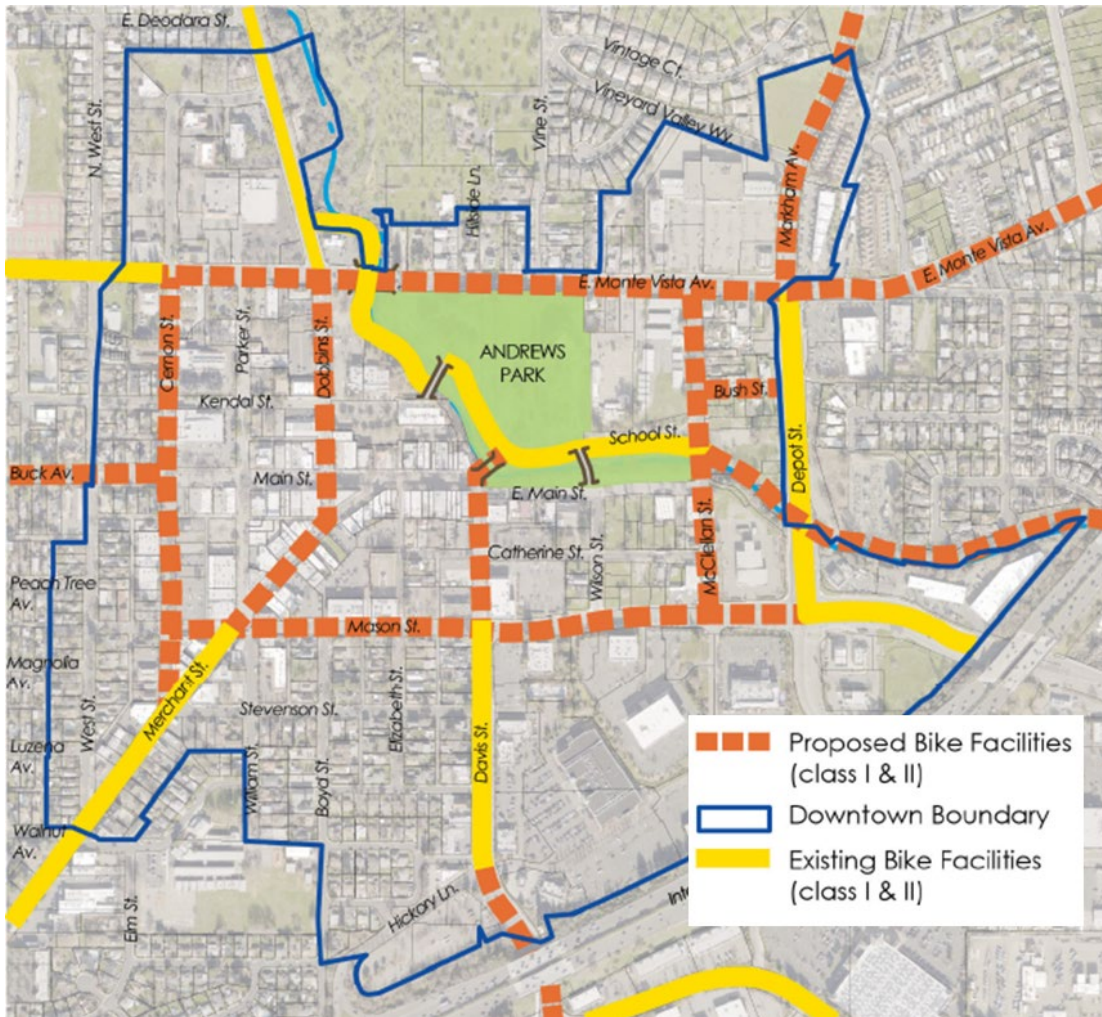 E. Deodara St.
N. West St.
Vintage Ct.
Vineyard Valley Wy.
Vine St.
Hillside Ln.
Markham Av.
E. Monte Vista Av.
E. Monte Vista Av.
Cernon St.
Parker St.
Dobbins St.
ANDREWS
PARK
Kendal St.
Bush St.
School St.
Depot St.
Buck Av.
Main St.
E. Main St.
Catherine St.
Wilson St.
McClellan St.
Peach Tree
Av.
Mason St.
Magnolia
Av.
Merchant St.
West St.
Stevenson St.
Elizabeth St.
Davis St.
Luzena
Av.
William St.
Boyd St.
Walnut
Av.
Elm St.
Hickory Ln.
Inte
Proposed Bike Facilities
(class I & II)
Downtown Boundary
Existing Bike Facilities
(class I & II)